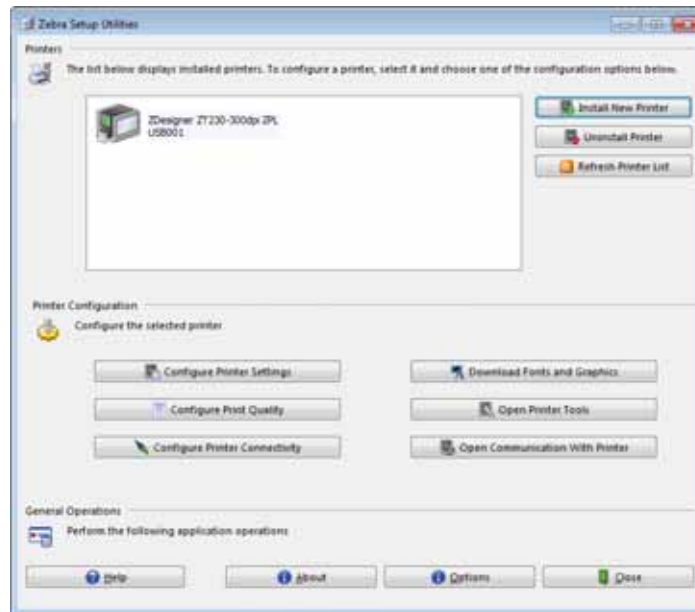 Zebra Setup Utilities
Printers
The list below displays installed printers. To configure a printer, select it and choose one of the configuration options below.
ZDesigner ZT230-300dpi ZPL
USB001
Install New Printer
Uninstall Printer
Refresh Printer List
Printer Configuration
Configure the selected printer
Configure Printer Settings
Download Fonts and Graphics
Configure Print Quality
Open Printer Tools
Configure Printer Connectivity
Open Communication With Printer
General Operations
Perform the following application operations
Help
About
Options
Close